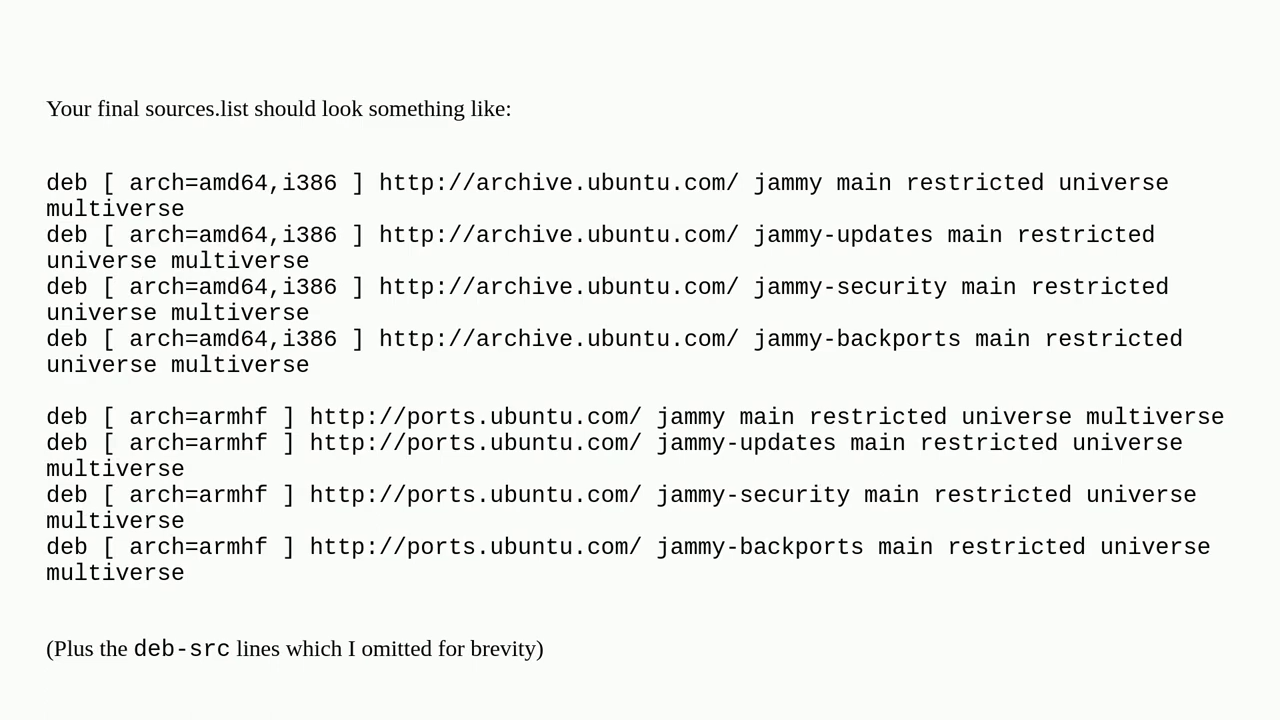 Your final sources.list should look something like:
deb [ arch=amd64,i386 ] http://archive.ubuntu.com/ jammy main restricted universe
multiverse
deb [ arch=amd64,i386 ] http://archive.ubuntu.com/ jammy-updates main restricted
universe multiverse
deb [ arch=amd64,i386 ] http://archive.ubuntu.com/ jammy-security main restricted
universe multiverse
deb [ arch=amd64,i386 ] http://archive.ubuntu.com/ jammy-backports main restricted
universe multiverse
deb [ arch=armhf ] http://ports.ubuntu.com/ jammy main restricted universe multiverse
deb [ arch=armhf ] http://ports.ubuntu.com/ jammy-updates main restricted universe
multiverse
deb [ arch=armhf ] http://ports.ubuntu.com/ jammy-security main restricted universe
multiverse
deb [ arch=armhf ] http://ports.ubuntu.com/ jammy-backports main restricted universe
multiverse
(Plus the deb-src lines which I omitted for brevity)